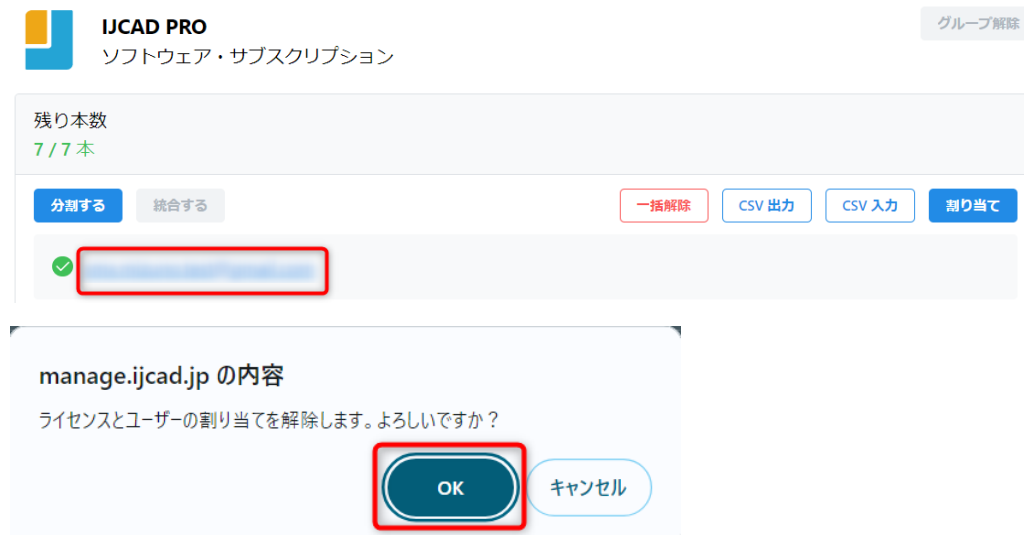 IJCAD PRO
グループ解除
ソフトウェア・サブスクリプション
残り本数
7 / 7 本
分割する 統合する 一括解除 CSV 出力 CSV 入力 割り当て
manage.ijcad.jp の内容
ライセンスとユーザーの割り当てを解除します。よろしいですか？
OK キャンセル